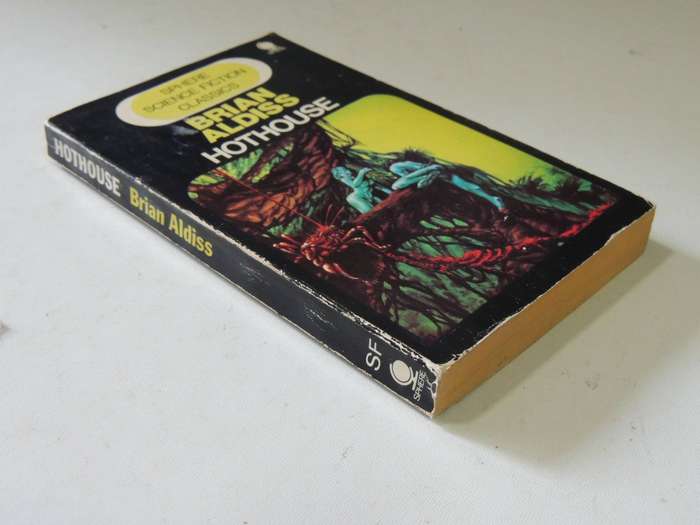 SPHERE
SCIENCE FICTION
CLASSICS
BRIAN
ALDISS
HOTHOUSE
HOTHOUSE Brian Aldiss
SF
SPHERE